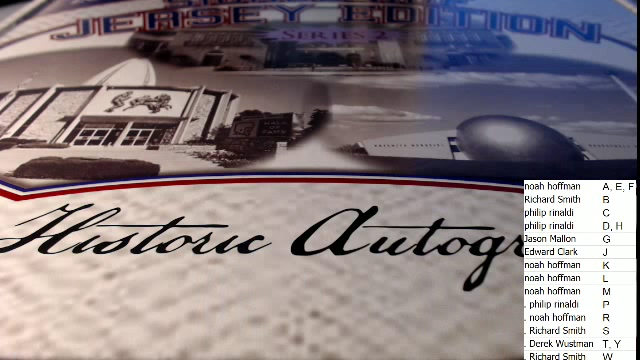 JERSEY EDITION
SERIES 2
Historic Autogr
noah hoffman A, E, F
Richard Smith B
philip rinaldi C
philip rinaldi D, H
Jason Mallon G
Edward Clark J
noah hoffman K
noah hoffman L
noah hoffman M
. philip rinaldi P
. noah hoffman R
. Richard Smith S
. Derek Wustman T, Y
. Richard Smith W